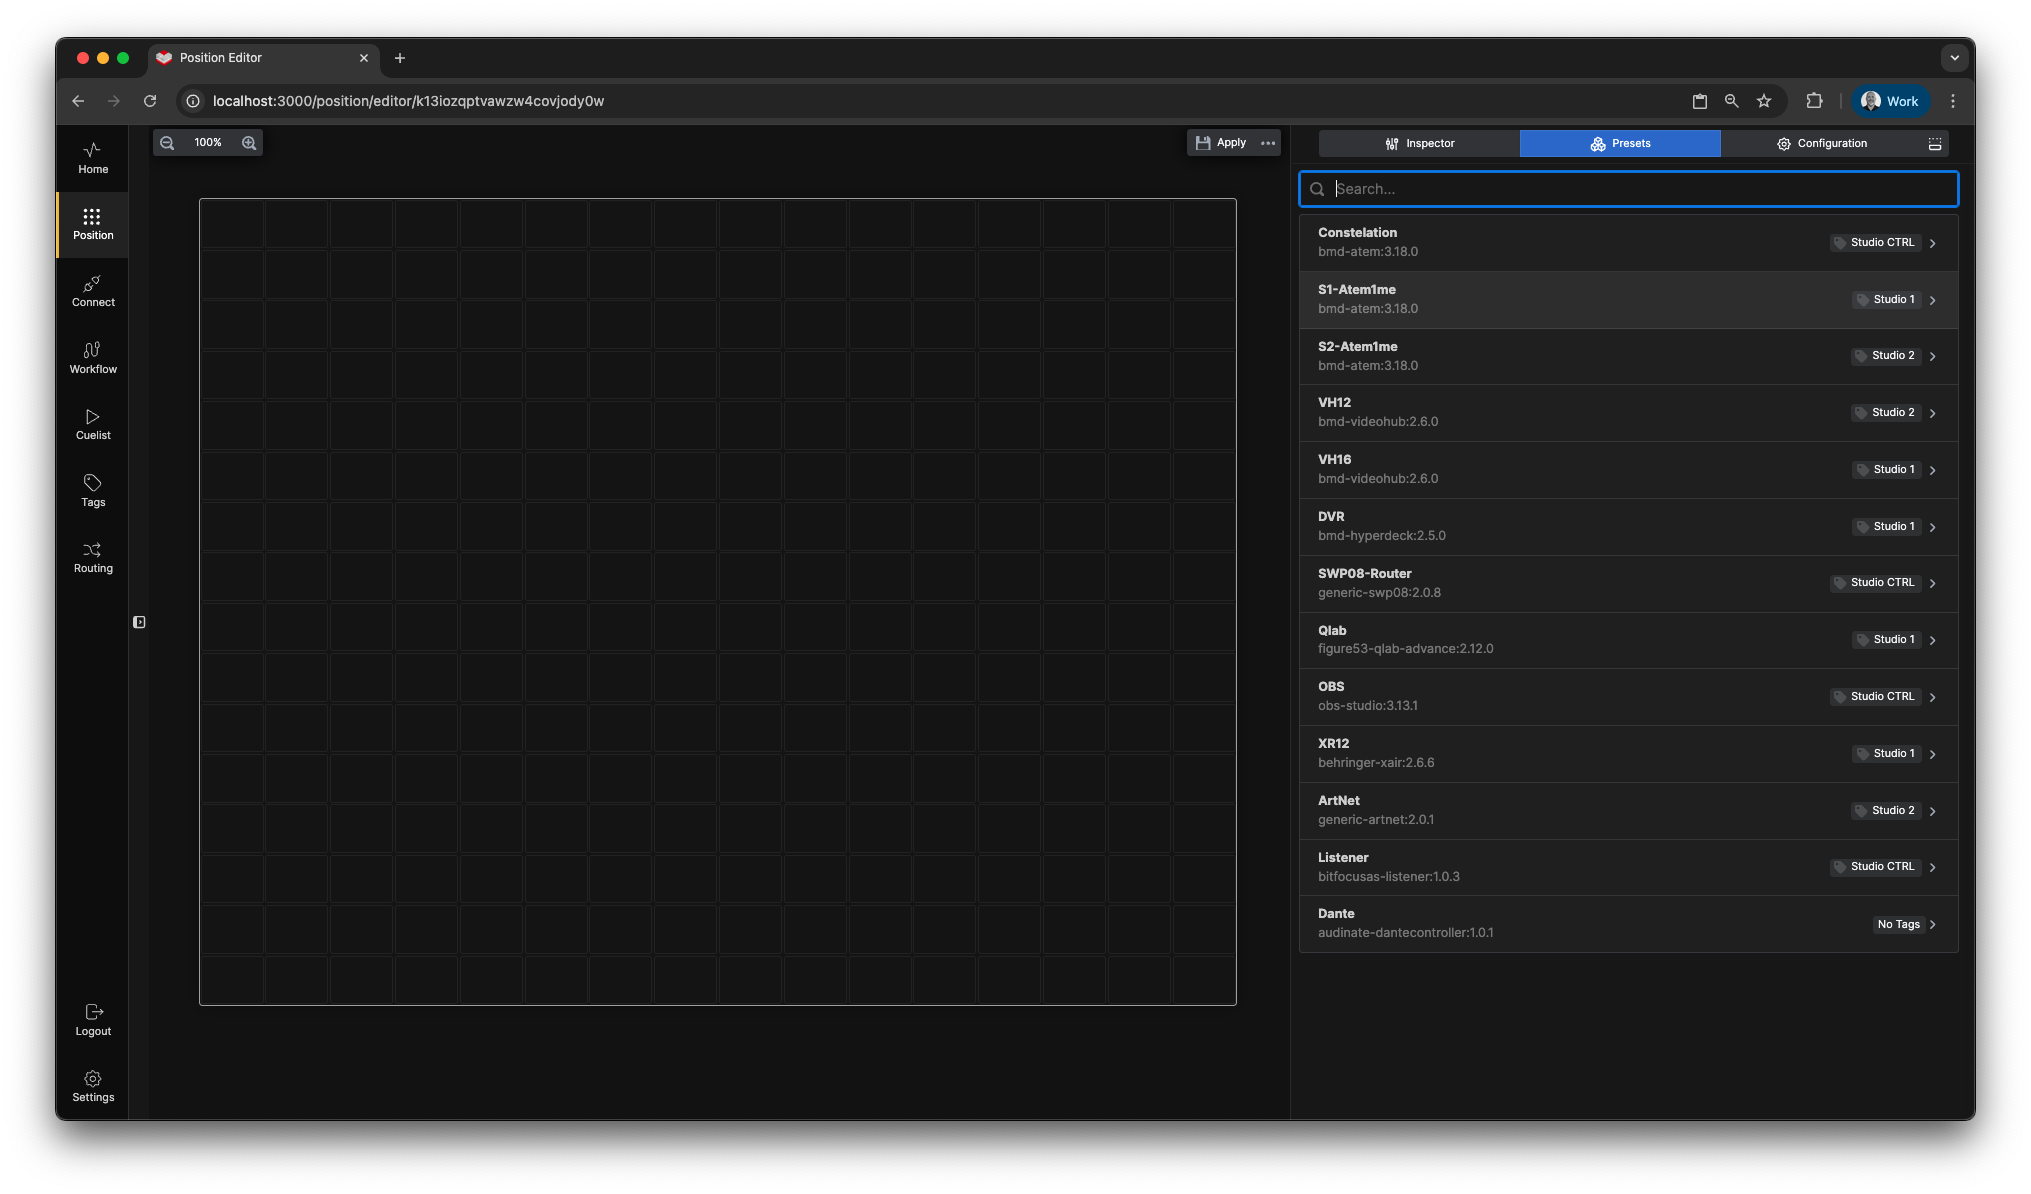 Position Editor
localhost:3000/position/editor/k13iozqptvawzw4covjody0w
Work
Home
Position
Connect
Workflow
Cuelist
Tags
Routing
Logout
Settings
100%
Apply
Inspector
Presets
Configuration
Search...
Constelation
bmd-atem:3.18.0
Studio CTRL
S1-Atem1me
bmd-atem:3.18.0
Studio 1
S2-Atem1me
bmd-atem:3.18.0
Studio 2
VH12
bmd-videohub:2.6.0
Studio 2
VH16
bmd-videohub:2.6.0
Studio 1
DVR
bmd-hyperdeck:2.5.0
Studio 1
SWP08-Router
generic-swp08:2.0.8
Studio CTRL
Qlab
figure53-qlab-advance:2.12.0
Studio 1
OBS
obs-studio:3.13.1
Studio CTRL
XR12
behringer-xair:2.6.6
Studio 1
ArtNet
generic-artnet:2.0.1
Studio 2
Listener
bitfocusas-listener:1.0.3
Studio CTRL
Dante
audinate-dantecontroller:1.0.1
No Tags